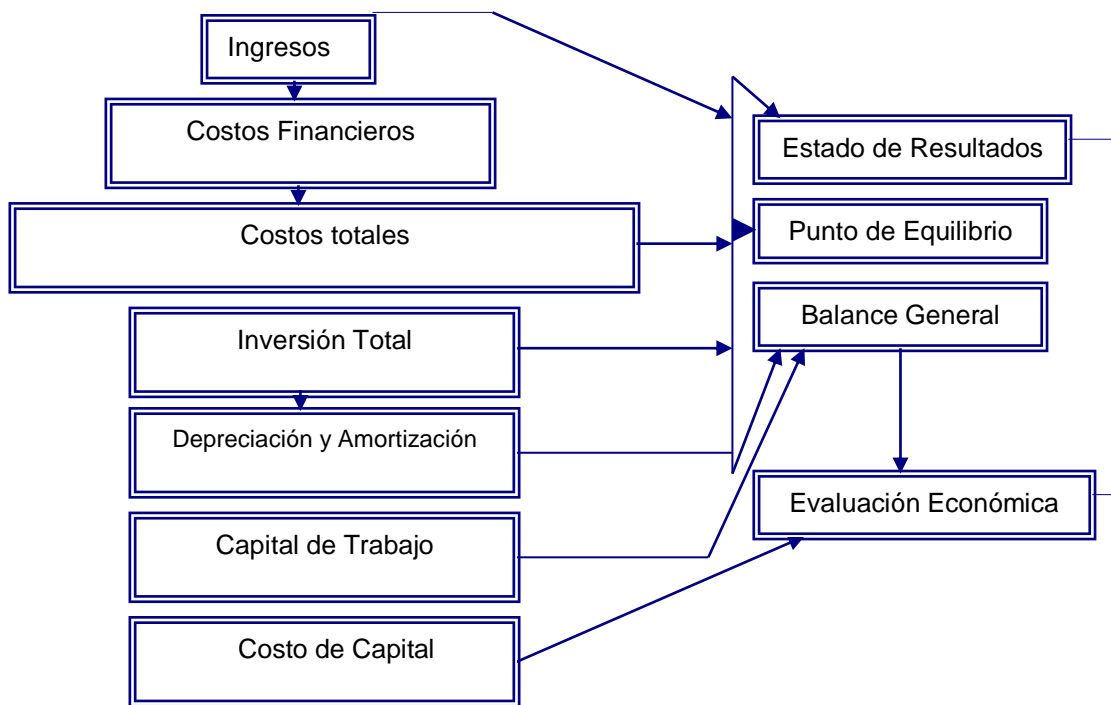 Ingresos
Costos Financieros
Costos totales
Inversión Total
Depreciación y Amortización
Capital de Trabajo
Costo de Capital
Estado de Resultados
Punto de Equilibrio
Balance General
Evaluación Económica